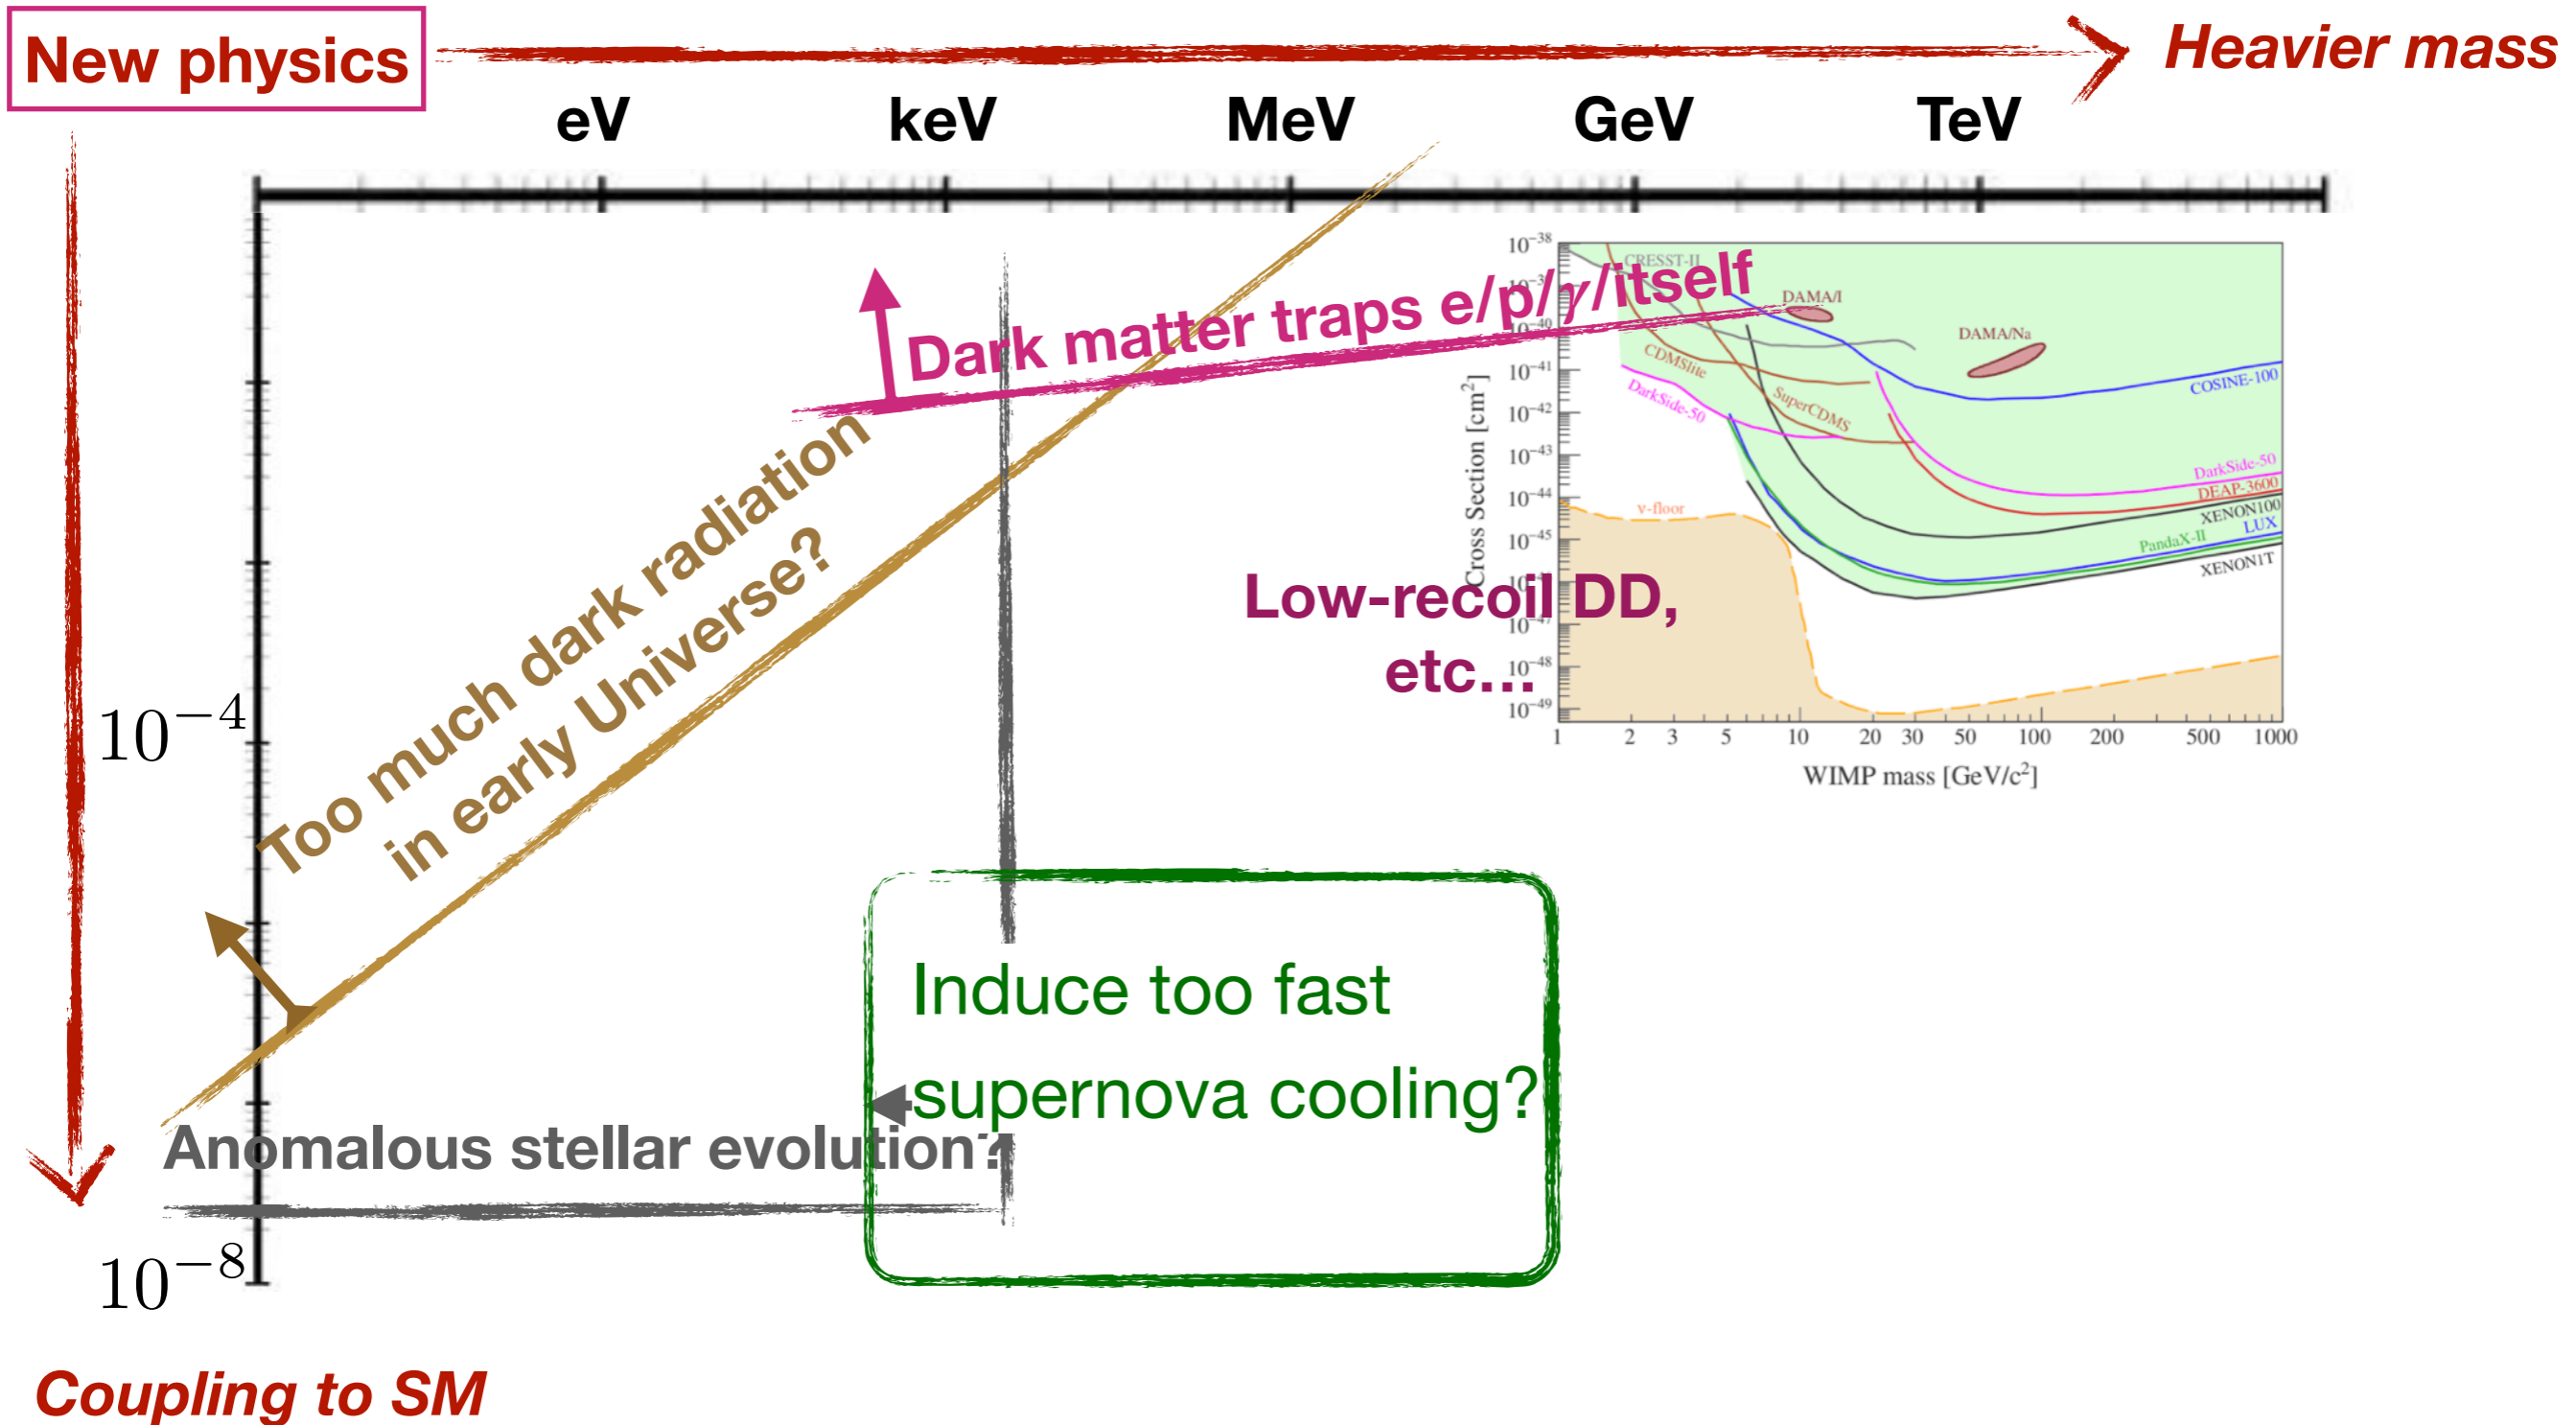 New physics
Heavier mass
eV
keV
MeV
GeV
TeV
Dark matter traps e/p/γ/itself
Too much dark radiation
in early Universe?
10⁻⁴
10⁻⁸
Anomalous stellar evolution?
Induce too fast
supernova cooling?
Low-recoil DD,
etc…
Coupling to SM
Cross Section [cm²]
10⁻³⁸
10⁻⁴⁰
10⁻⁴¹
10⁻⁴²
10⁻⁴³
10⁻⁴⁴
10⁻⁴⁵
10⁻⁴⁷
10⁻⁴⁸
10⁻⁴⁹
CRESST-II
DAMA/I
DAMA/Na
CDMSlite
DarkSide-50
SuperCDMS
COSINE-100
DarkSide-50
DEAP-3600
XENON100
LUX
PandaX-II
XENON1T
ν-floor
1 2 3 5 10 20 30 50 100 200 500 1000
WIMP mass [GeV/c²]